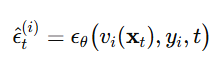 $\hat{\epsilon}_t^{(i)} = \epsilon_\theta\big(v_i(\mathbf{x}_t), y_i, t\big)$